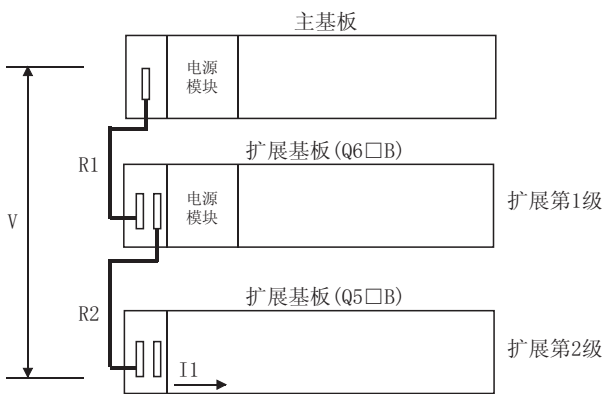 主基板
电源
模块
R1
扩展基板(Q6□B)
电源
模块
扩展第1级
V
R2
扩展基板(Q5□B)
I1
扩展第2级